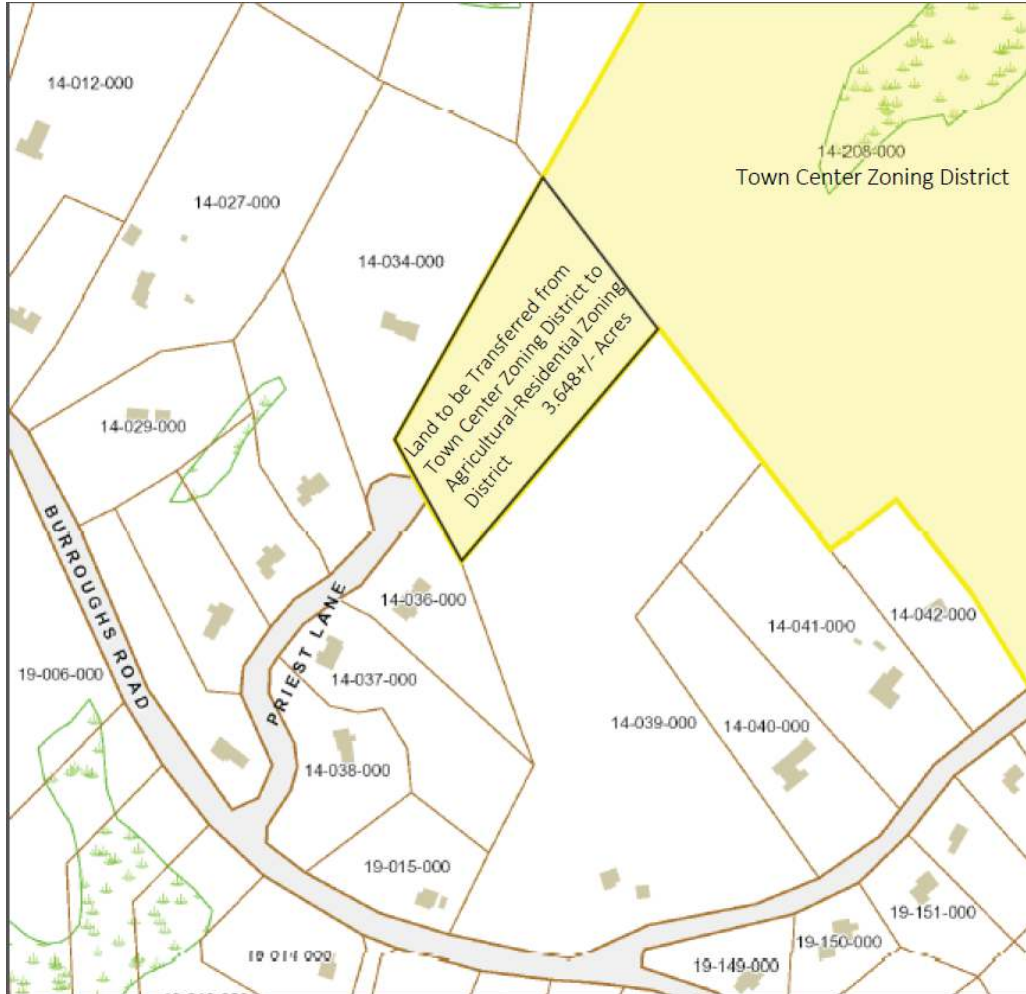 14-012-000
14-208-000
Town Center Zoning District
14-027-000
14-034-000
Land to be Transferred from
Town Center Zoning District to
Agricultural-Residential Zoning
District
3.648+/- Acres
14-029-000
BURROUGHS ROAD
PRIEST LANE
14-036-000
14-042-000
14-041-000
19-006-000
14-037-000
14-039-000
14-040-000
14-038-000
19-015-000
19-151-000
19-150-000
19-014-000
19-149-000